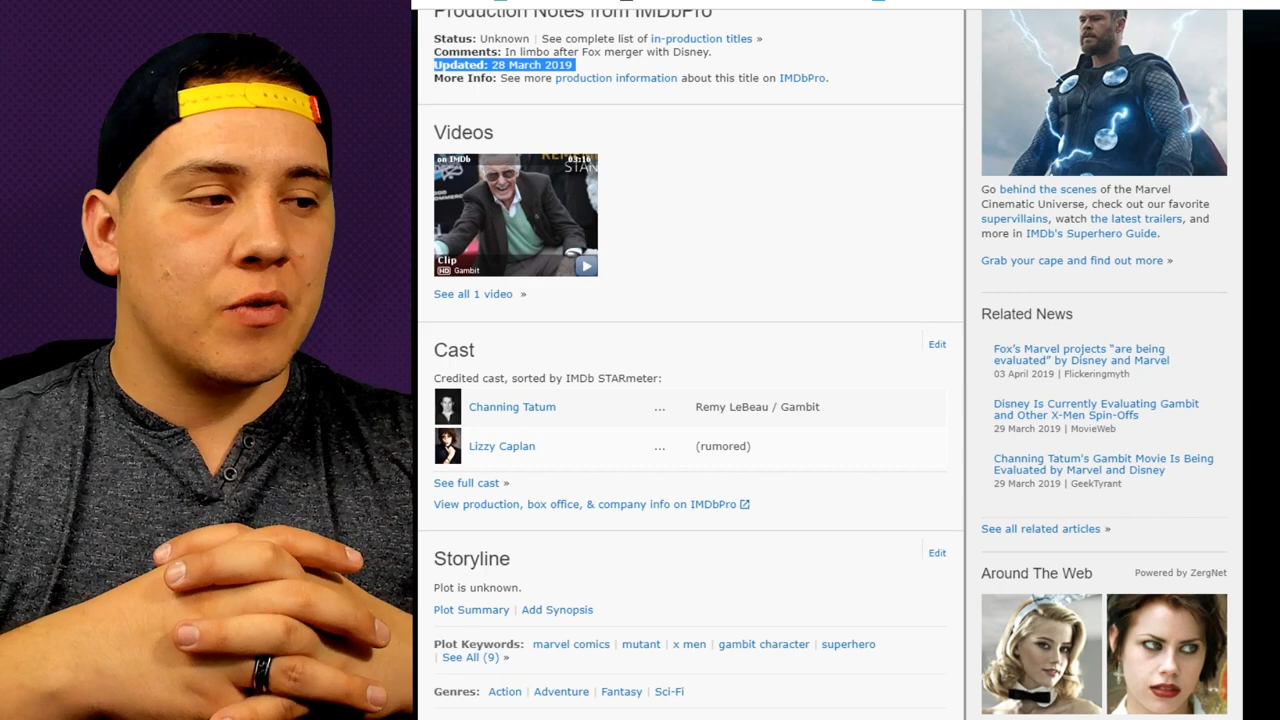 Production Notes from IMDbPro
Status: Unknown | See complete list of in-production titles »
Comments: In limbo after Fox merger with Disney.
Updated: 28 March 2019
More Info: See more production information about this title on IMDbPro.
Videos
on IMDb
03:16
STAN
Clip
HD Gambit
See all 1 video »
Cast
Edit
Credited cast, sorted by IMDb STARmeter:
Channing Tatum ... Remy LeBeau / Gambit
Lizzy Caplan ... (rumored)
See full cast »
View production, box office, & company info on IMDbPro
Storyline
Edit
Plot is unknown.
Plot Summary | Add Synopsis
Plot Keywords: marvel comics | mutant | x men | gambit character | superhero
| See All (9) »
Genres: Action | Adventure | Fantasy | Sci-Fi
Go behind the scenes of the Marvel
Cinematic Universe, check out our favorite
supervillains, watch the latest trailers, and
more in IMDb's Superhero Guide.
Grab your cape and find out more »
Related News
Fox's Marvel projects “are being
evaluated” by Disney and Marvel
03 April 2019 | Flickeringmyth
Disney Is Currently Evaluating Gambit
and Other X-Men Spin-Offs
29 March 2019 | MovieWeb
Channing Tatum's Gambit Movie Is Being
Evaluated by Marvel and Disney
29 March 2019 | GeekTyrant
See all related articles »
Around The Web
Powered by ZergNet